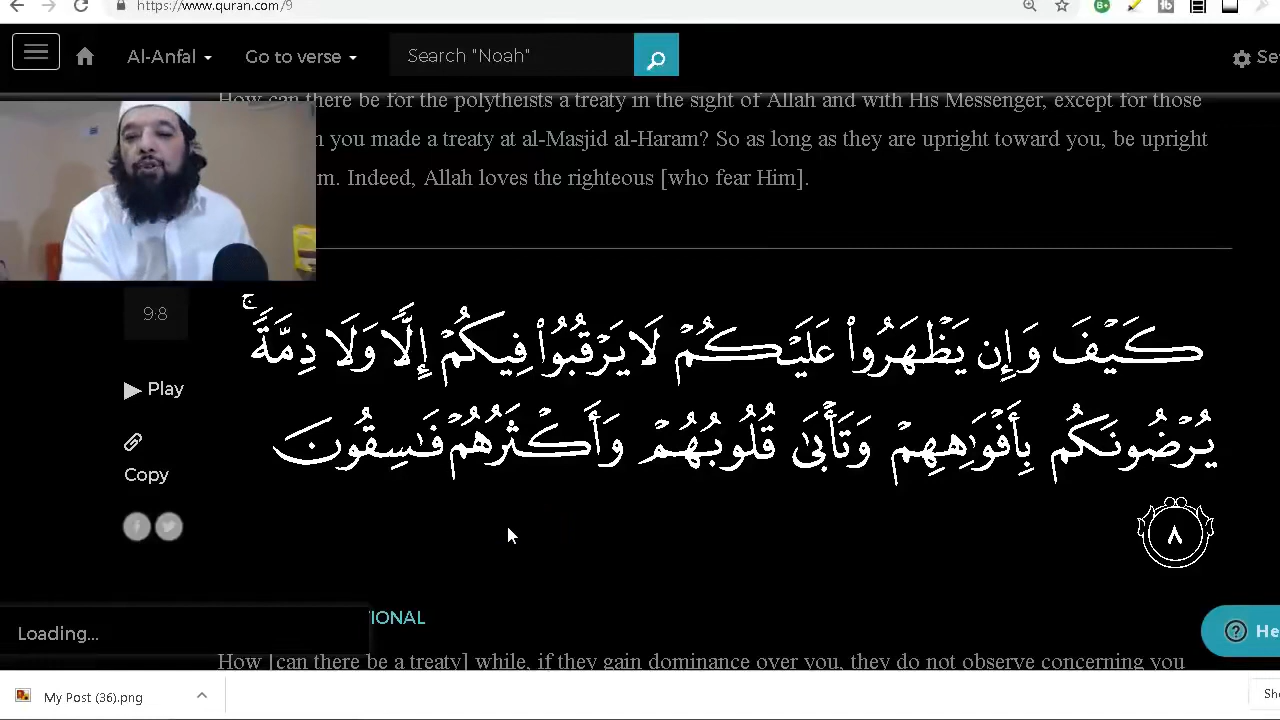 https://www.quran.com/9
Al-Anfal Go to verse Search "Noah"
How can there be for the polytheists a treaty in the sight of Allah and with His Messenger, except for those
you made a treaty at al-Masjid al-Haram? So as long as they are upright toward you, be upright
m. Indeed, Allah loves the righteous [who fear Him].
9:8
كَيْفَ وَإِن يَظْهَرُوا۟ عَلَيْكُمْ لَا يَرْقُبُوا۟ فِيكُمْ إِلًّا وَلَا ذِمَّةً ۚ
Play
يُرْضُونَكُم بِأَفْوَٰهِهِمْ وَتَأْبَىٰ قُلُوبُهُمْ وَأَكْثَرُهُمْ فَـٰسِقُونَ
Copy
٨
IONAL
Loading...
He
How [can there be a treaty] while, if they gain dominance over you, they do not observe concerning you
My Post (36).png